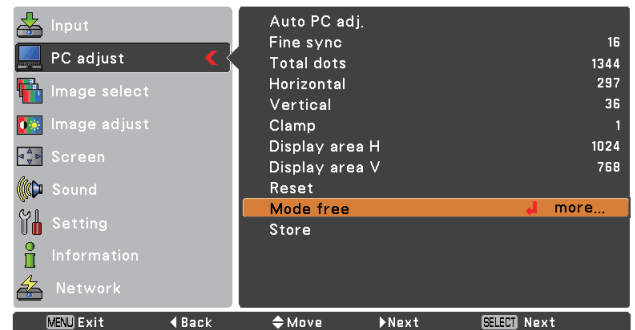 Input
PC adjust
Image select
Image adjust
Screen
Sound
Setting
Information
Network
Auto PC adj.
Fine sync 16
Total dots 1344
Horizontal 297
Vertical 36
Clamp 1
Display area H 1024
Display area V 768
Reset
Mode free more...
Store
MENU Exit Back Move Next SELECT Next